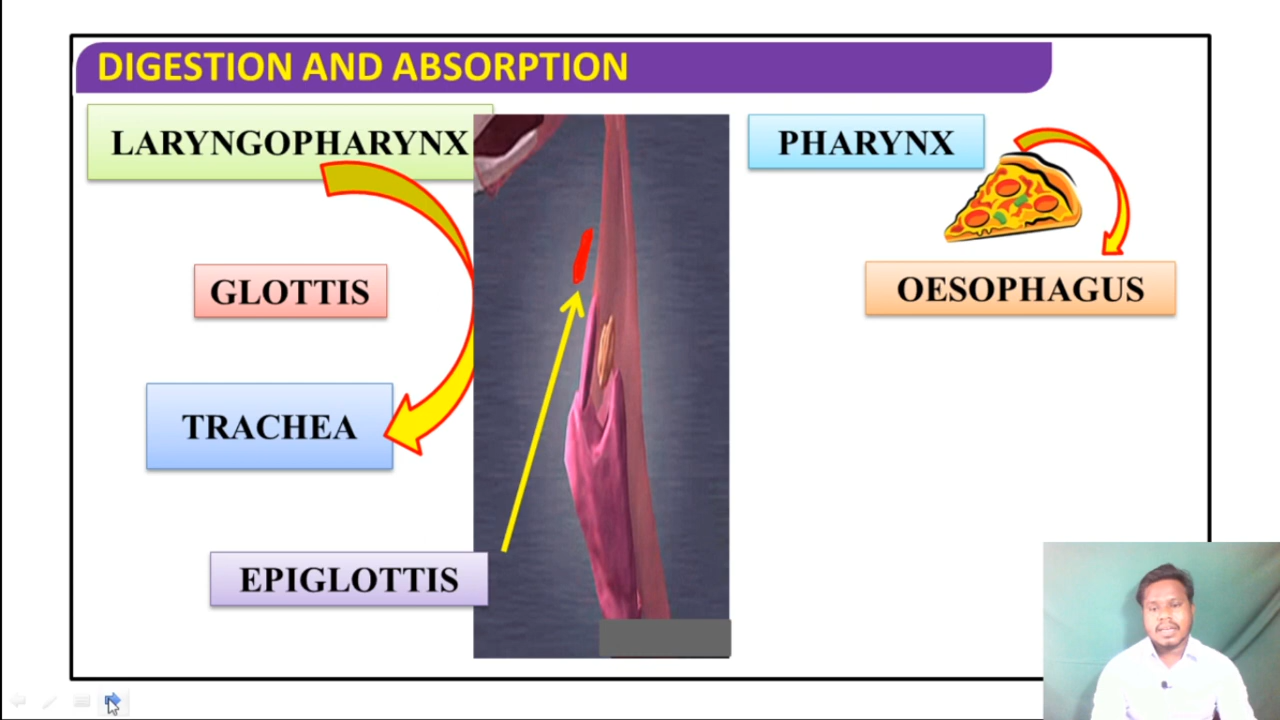 DIGESTION AND ABSORPTION
LARYNGOPHARYNX
GLOTTIS
TRACHEA
EPIGLOTTIS
PHARYNX
OESOPHAGUS